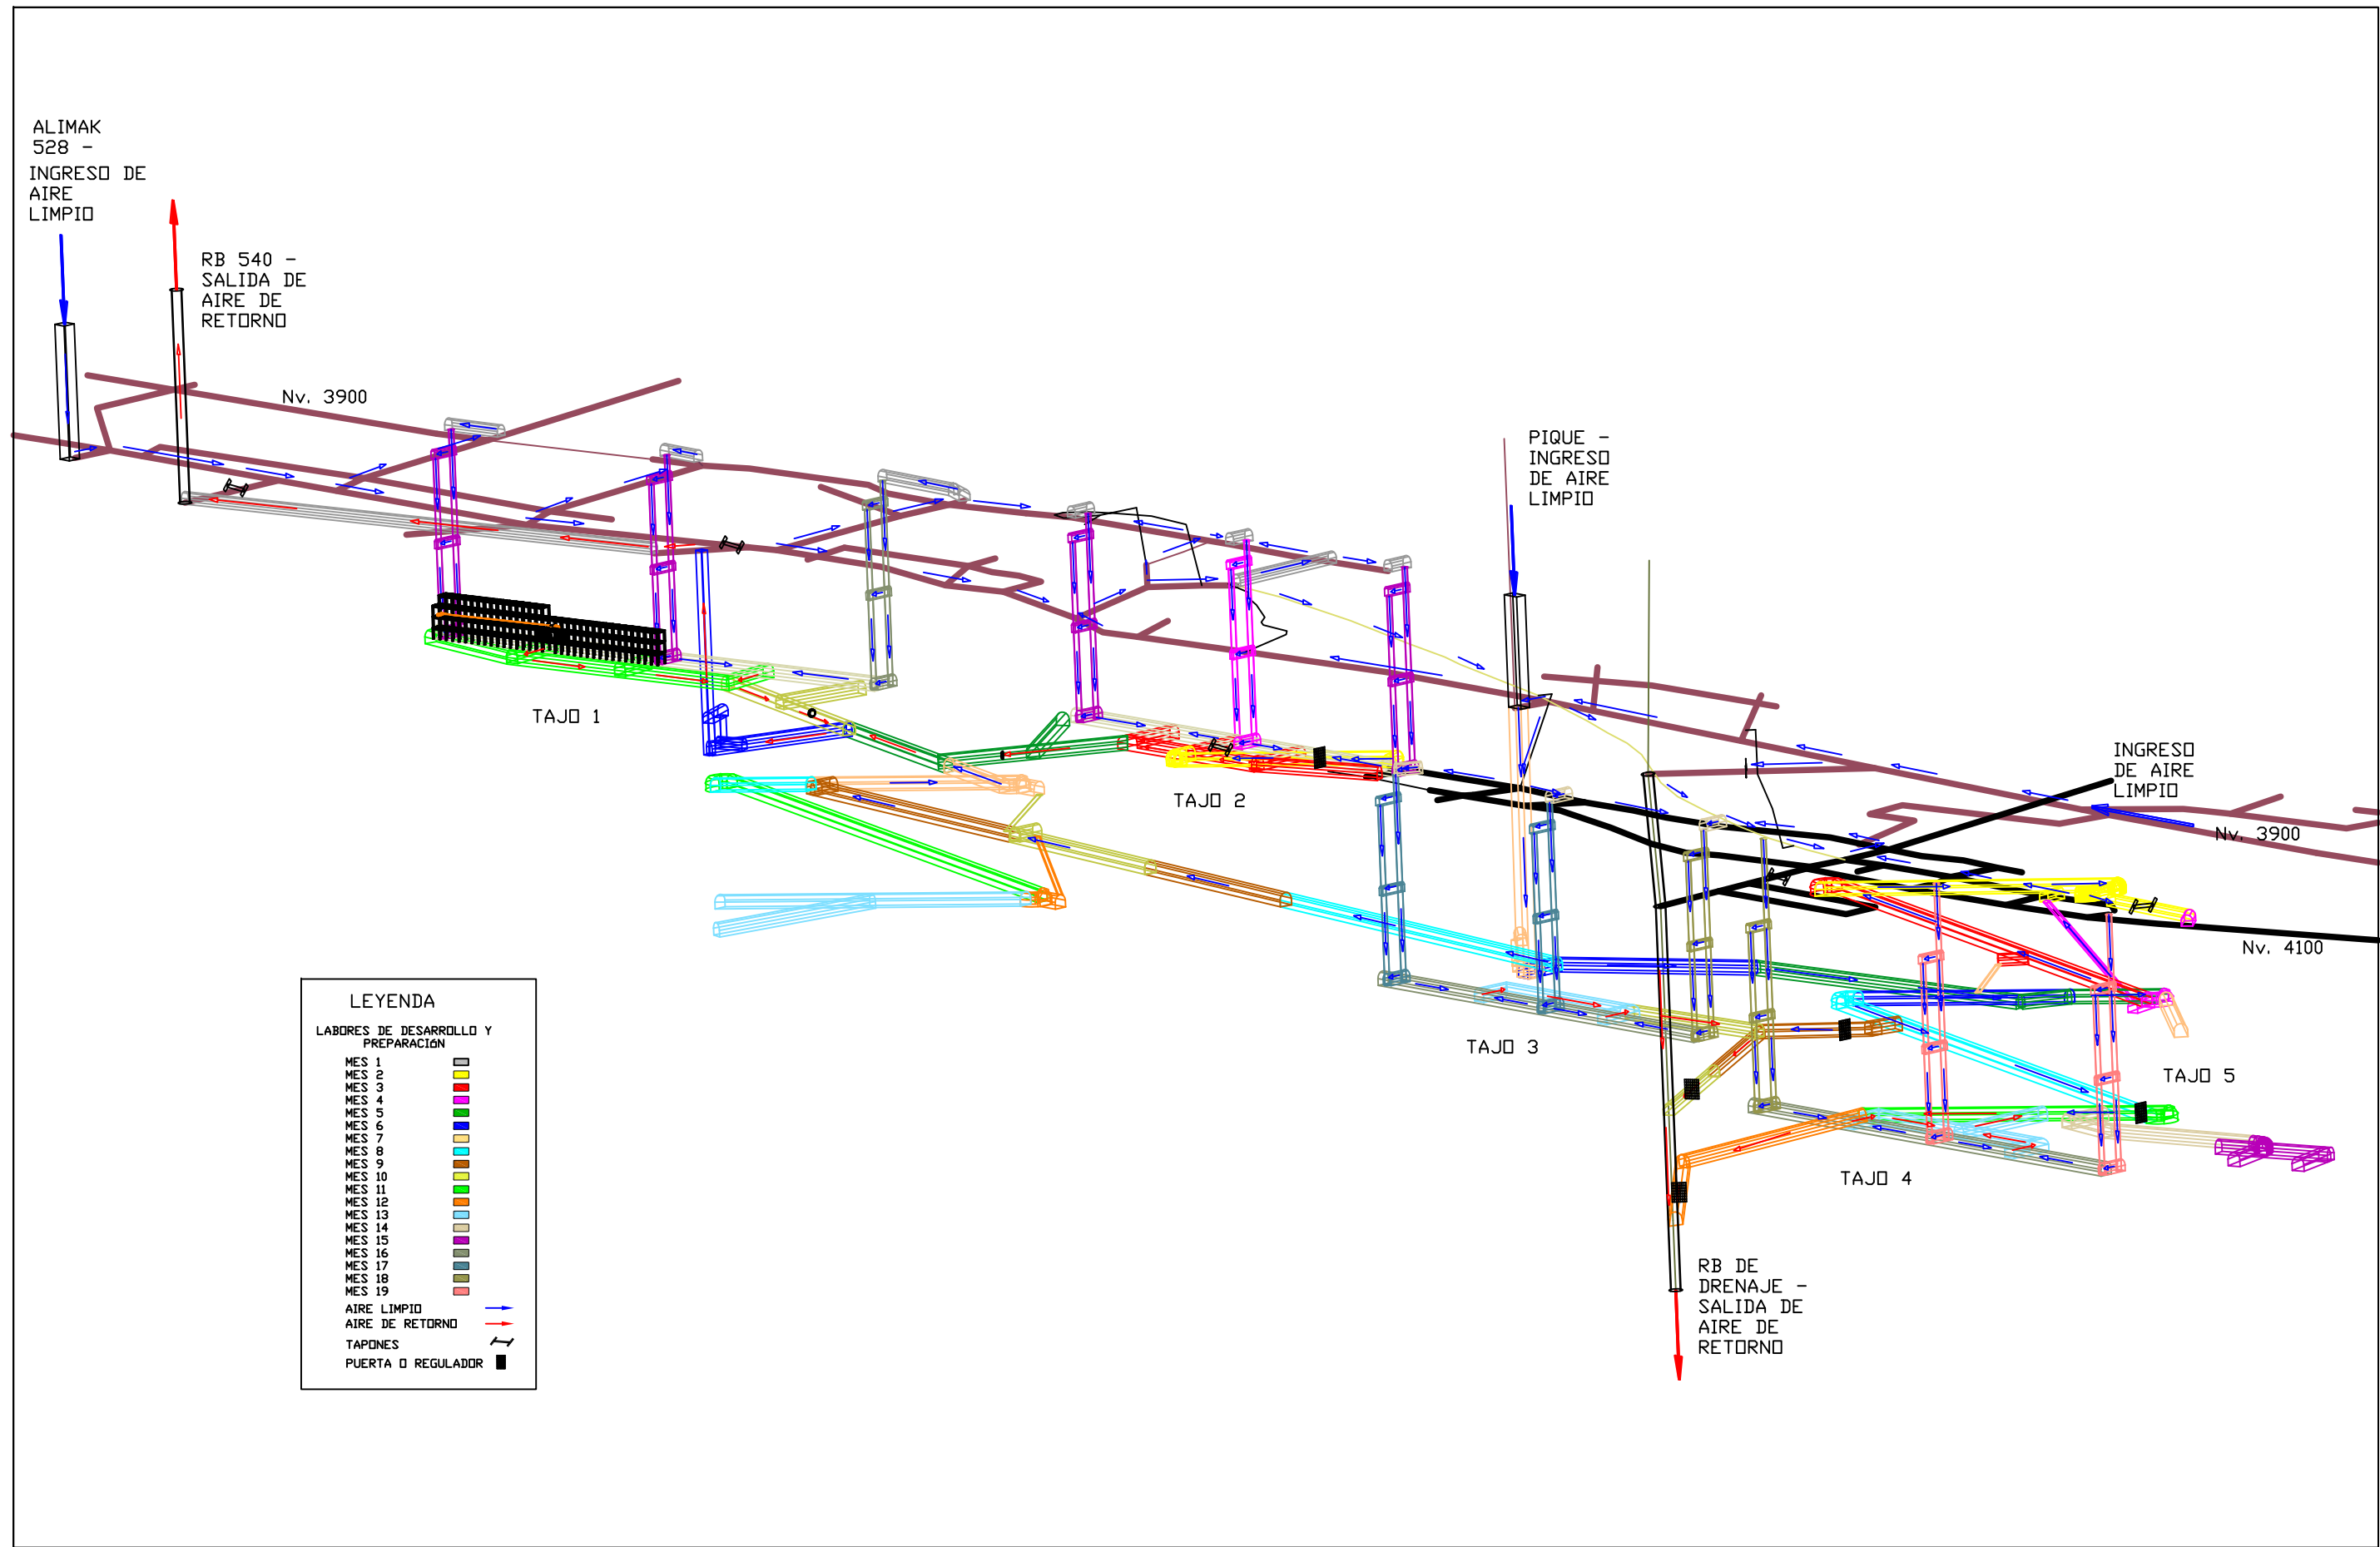 ALIMAK
528 -
INGRESO DE
AIRE
LIMPIO
RB 540 -
SALIDA DE
AIRE DE
RETORNO
Nv. 3900
PIQUE -
INGRESO
DE AIRE
LIMPIO
TAJO 1
TAJO 2
INGRESO
DE AIRE
LIMPIO
Nv. 3900
Nv. 4100
TAJO 3
TAJO 5
TAJO 4
RB DE
DRENAJE -
SALIDA DE
AIRE DE
RETORNO
LEYENDA
LABORES DE DESARROLLO Y
PREPARACIóN
MES 1
MES 2
MES 3
MES 4
MES 5
MES 6
MES 7
MES 8
MES 9
MES 10
MES 11
MES 12
MES 13
MES 14
MES 15
MES 16
MES 17
MES 18
MES 19
AIRE LIMPIO
AIRE DE RETORNO
TAPONES
PUERTA O REGULADOR